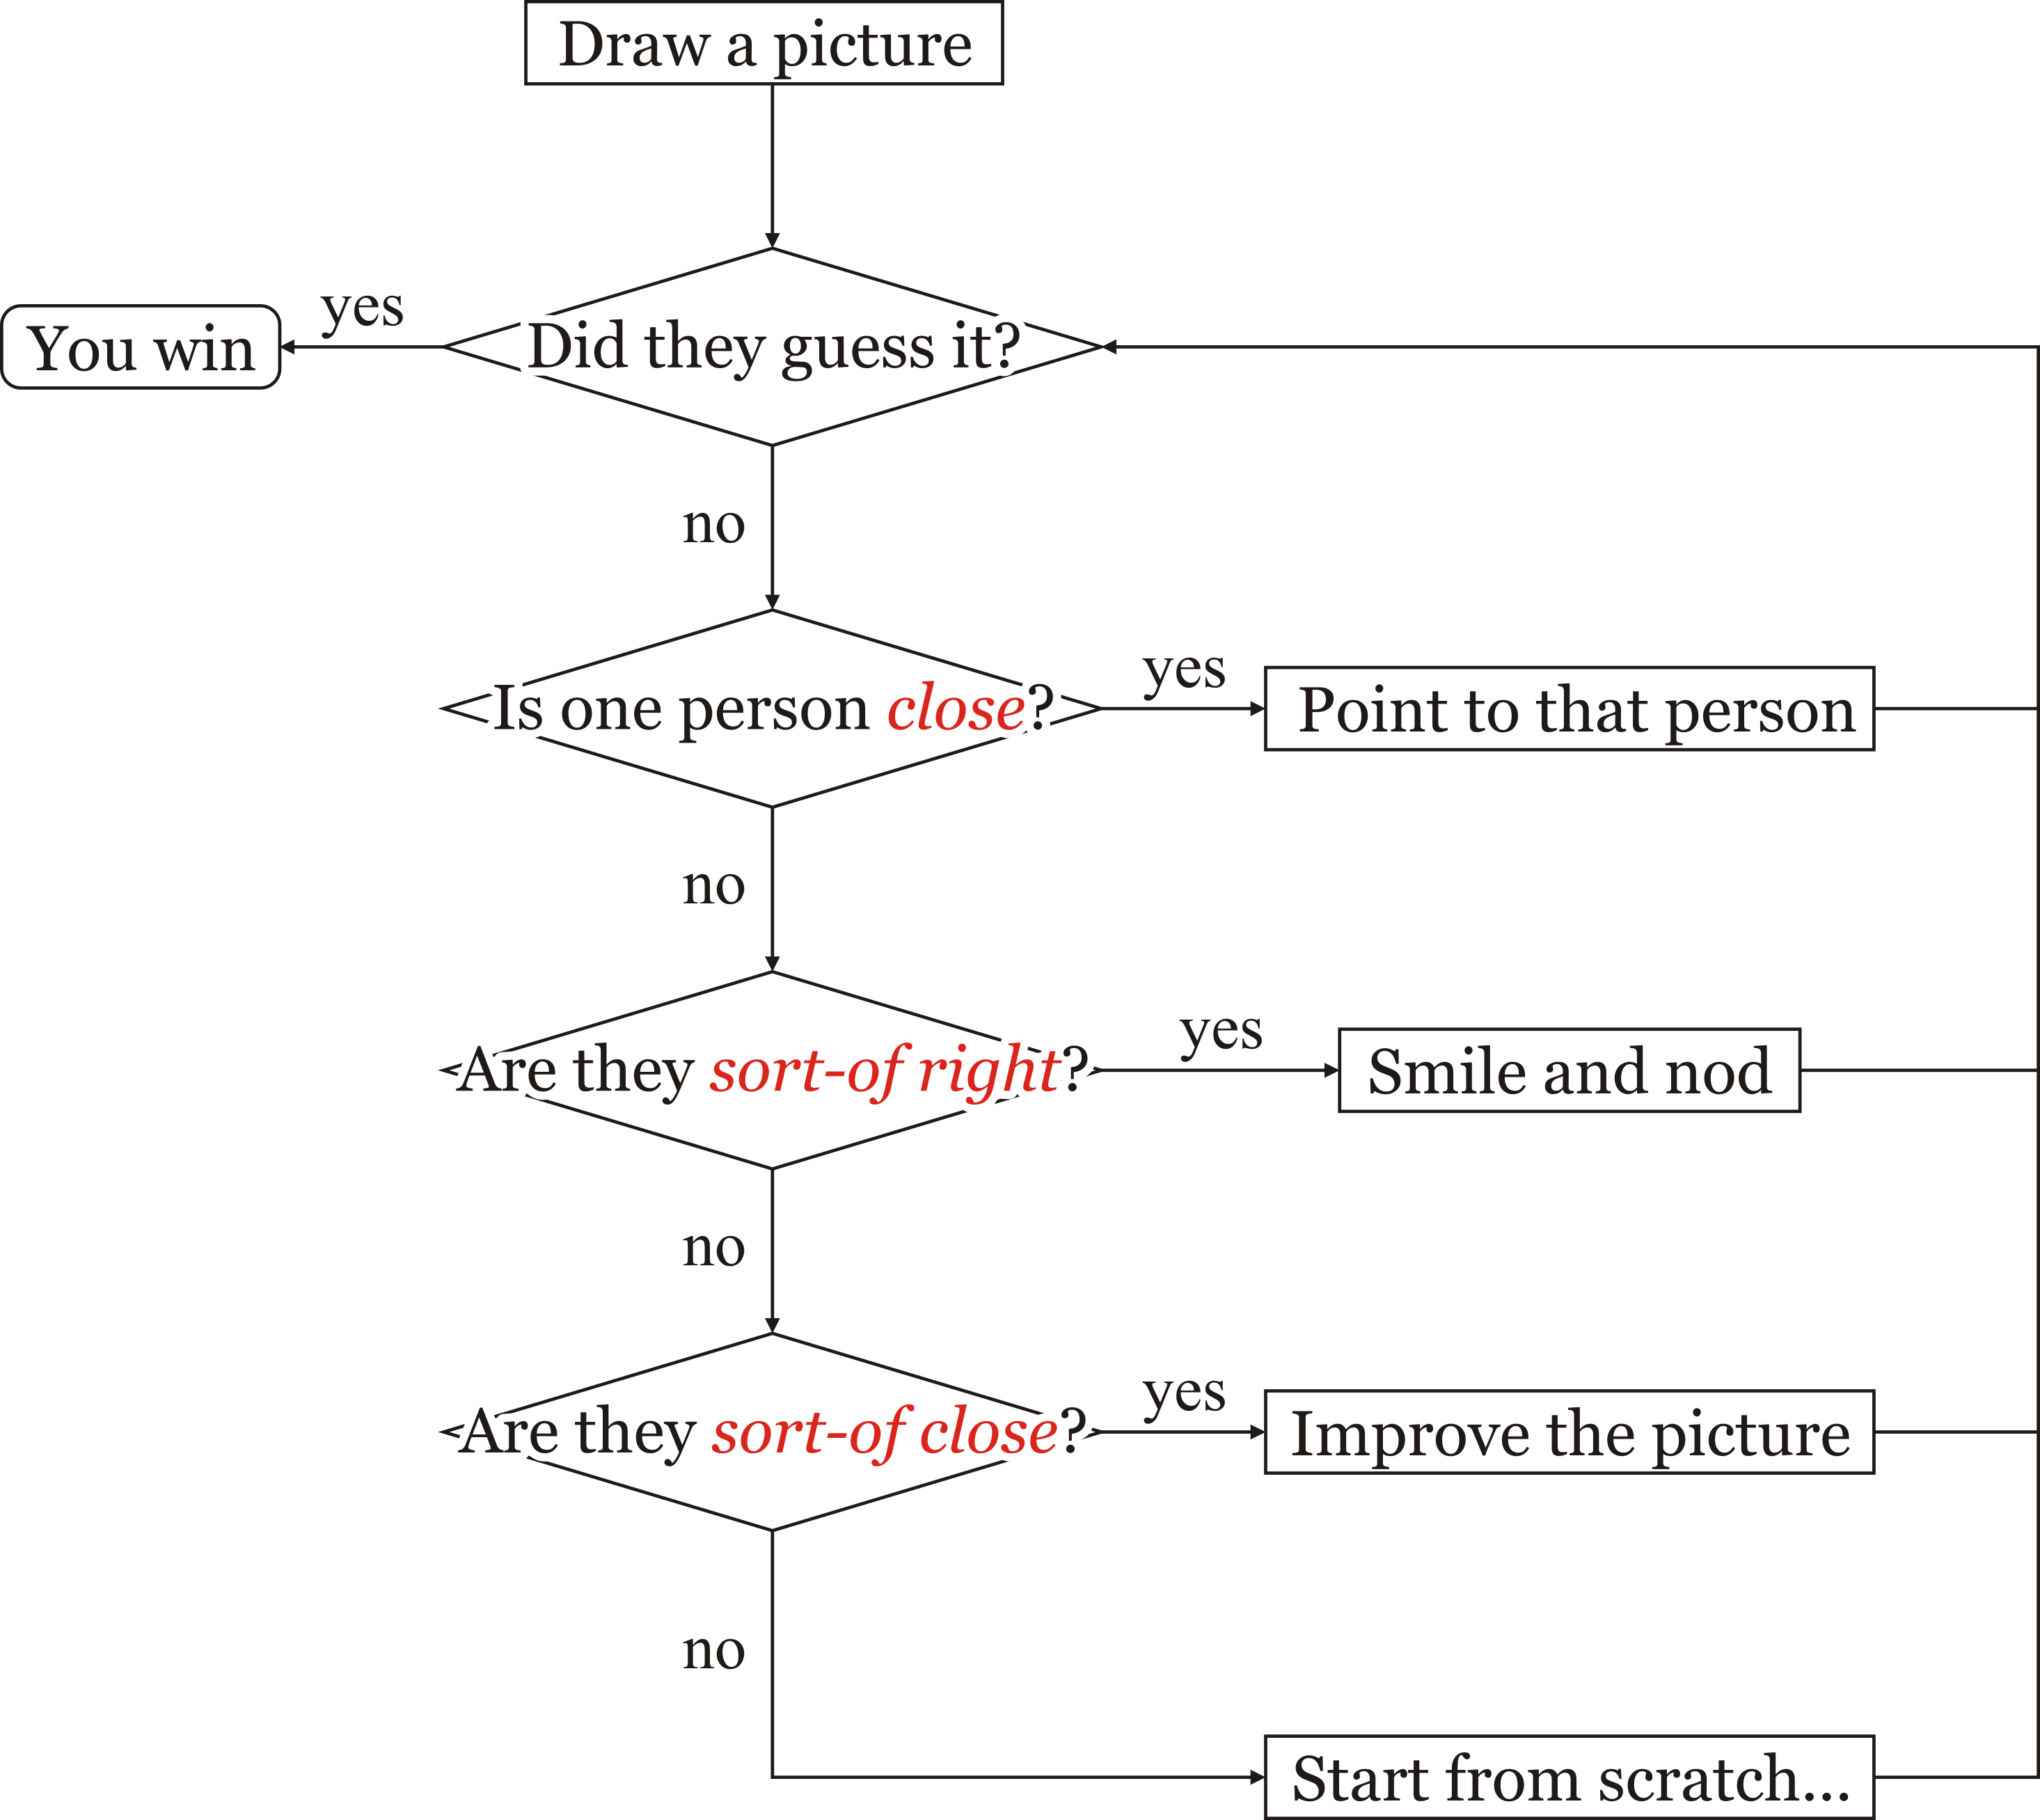 Draw a picture
yes
You win
Did they guess it?
no
yes
Is one person close?
Point to that person
no
yes
Are they sort-of right?
Smile and nod
no
yes
Are they sort-of close?
Improve the picture
no
Start from scratch...